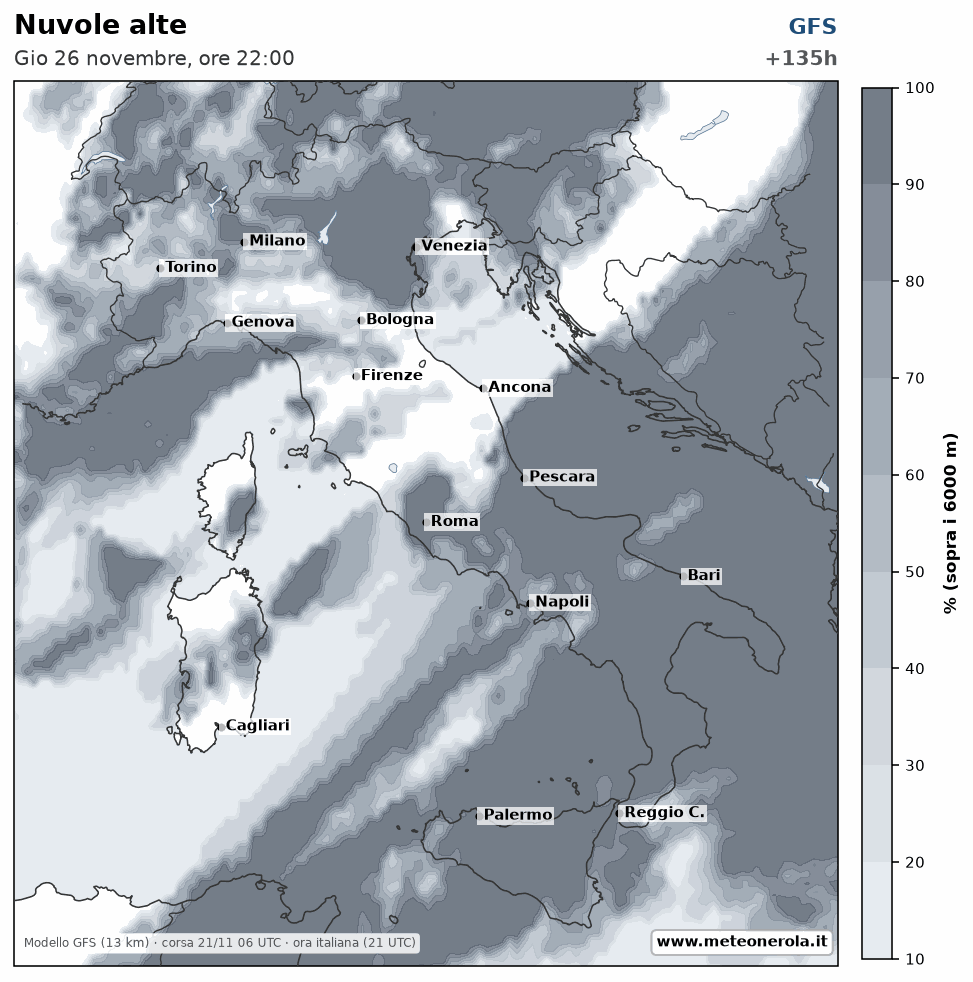 Nuvole alte
GFS
Gio 26 novembre, ore 22:00
+135h
Milano
Venezia
Torino
Genova
Bologna
Firenze
Ancona
Pescara
Roma
Bari
Napoli
Cagliari
Palermo
Reggio C.
100
90
80
70
60
50
40
30
20
10
% (sopra i 6000 m)
Modello GFS (13 km) · corsa 21/11 06 UTC · ora italiana (21 UTC)
www.meteonerola.it